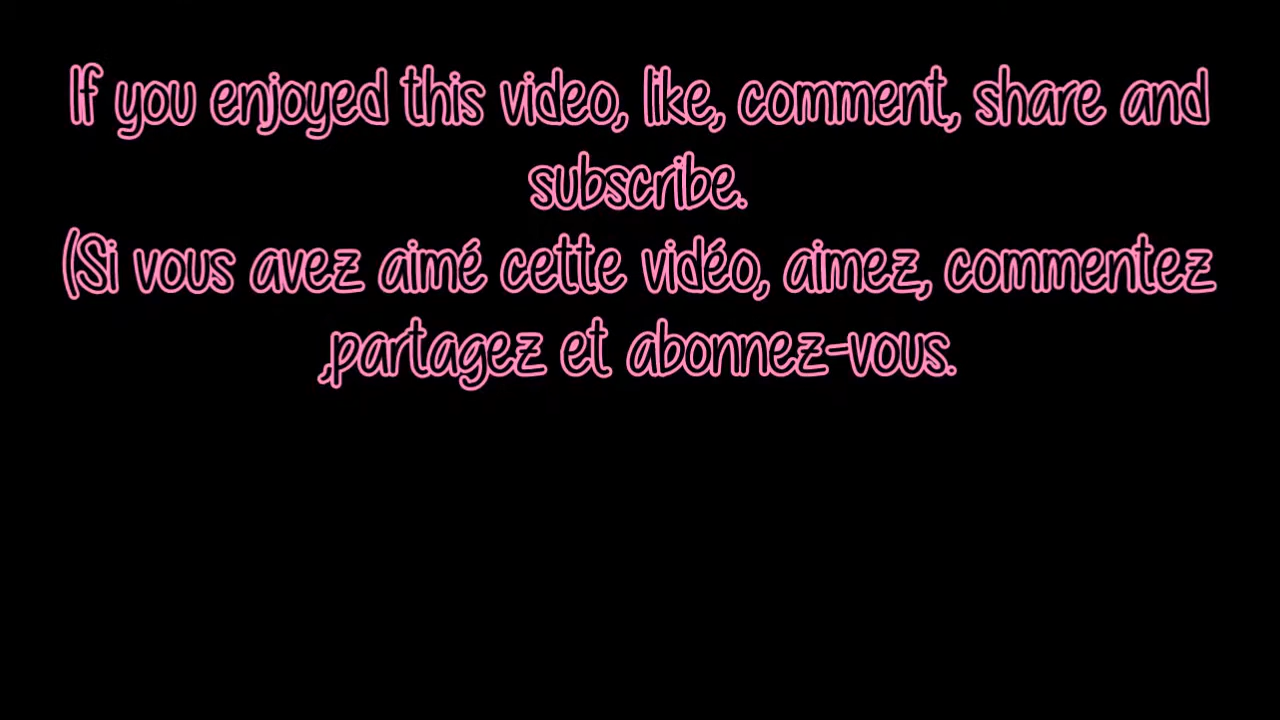 If you enjoyed this video, like, comment, share and
subscribe.
(Si vous avez aimé cette vidéo, aimez, commentez
,partagez et abonnez-vous.